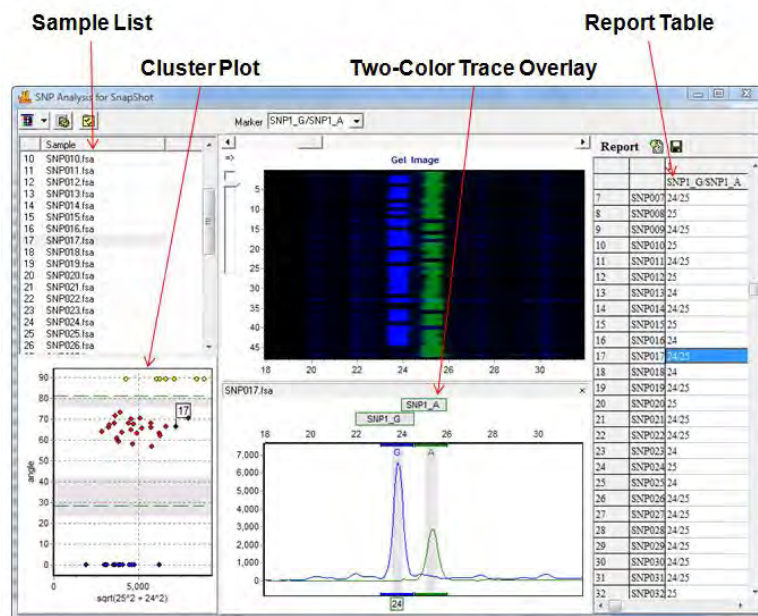 Sample List
Report Table
Cluster Plot
Two-Color Trace Overlay
SNP Analysis for SnapShot
Marker SNP1_G/SNP1_A
Sample
10 SNP010.fsa
11 SNP011.fsa
12 SNP012.fsa
13 SNP013.fsa
14 SNP014.fsa
15 SNP015.fsa
16 SNP016.fsa
17 SNP017.fsa
18 SNP018.fsa
19 SNP019.fsa
20 SNP020.fsa
21 SNP021.fsa
22 SNP022.fsa
23 SNP023.fsa
24 SNP024.fsa
25 SNP025.fsa
26 SNP026.fsa
=>
Gel Image
0
5
10
15
20
25
30
35
40
45
18 20 22 24 26 28 30
Report
SNP1_G/SNP1_A
7 SNP007 24/25
8 SNP008 25
9 SNP009 24/25
10 SNP010 25
11 SNP011 24/25
12 SNP012 25
13 SNP013 24
14 SNP014 24/25
15 SNP015 25
16 SNP016 24
17 SNP017 24/25
18 SNP018 24
19 SNP019 24/25
20 SNP020 25
21 SNP021 24/25
22 SNP022 24/25
23 SNP023 24
24 SNP024 25
25 SNP025 24
26 SNP026 24/25
27 SNP027 24/25
28 SNP028 24/25
29 SNP029 24/25
30 SNP030 24/25
31 SNP031 24/25
32 SNP032 25
90
80
70
60
50
40
30
20
10
0
17
angle
0 5,000
sqrt(25^2 + 24^2)
SNP017.fsa
SNP1_A
SNP1_G
18 20 22 24 26 28 30
G A
7,000
6,000
5,000
4,000
3,000
2,000
1,000
0
24